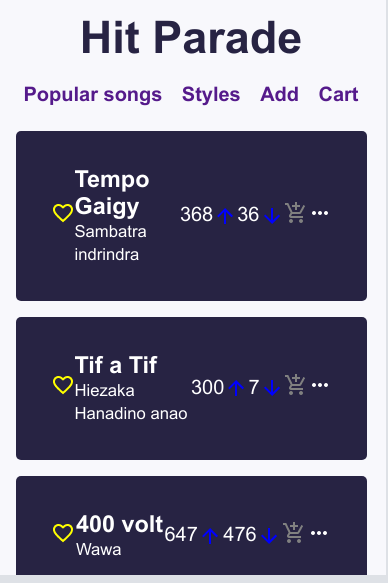 Hit Parade
Popular songs Styles Add Cart
Tempo
Gaigy
Sambatra
indrindra
368 36
Tif a Tif
Hiezaka
Hanadino anao
300 7
400 volt
Wawa
647 476